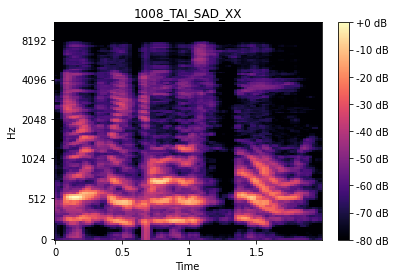 1008_TAI_SAD_XX
8192
4096
2048
1024
512
0
Hz
0
0.5
1
1.5
Time
+0 dB
-10 dB
-20 dB
-30 dB
-40 dB
-50 dB
-60 dB
-70 dB
-80 dB